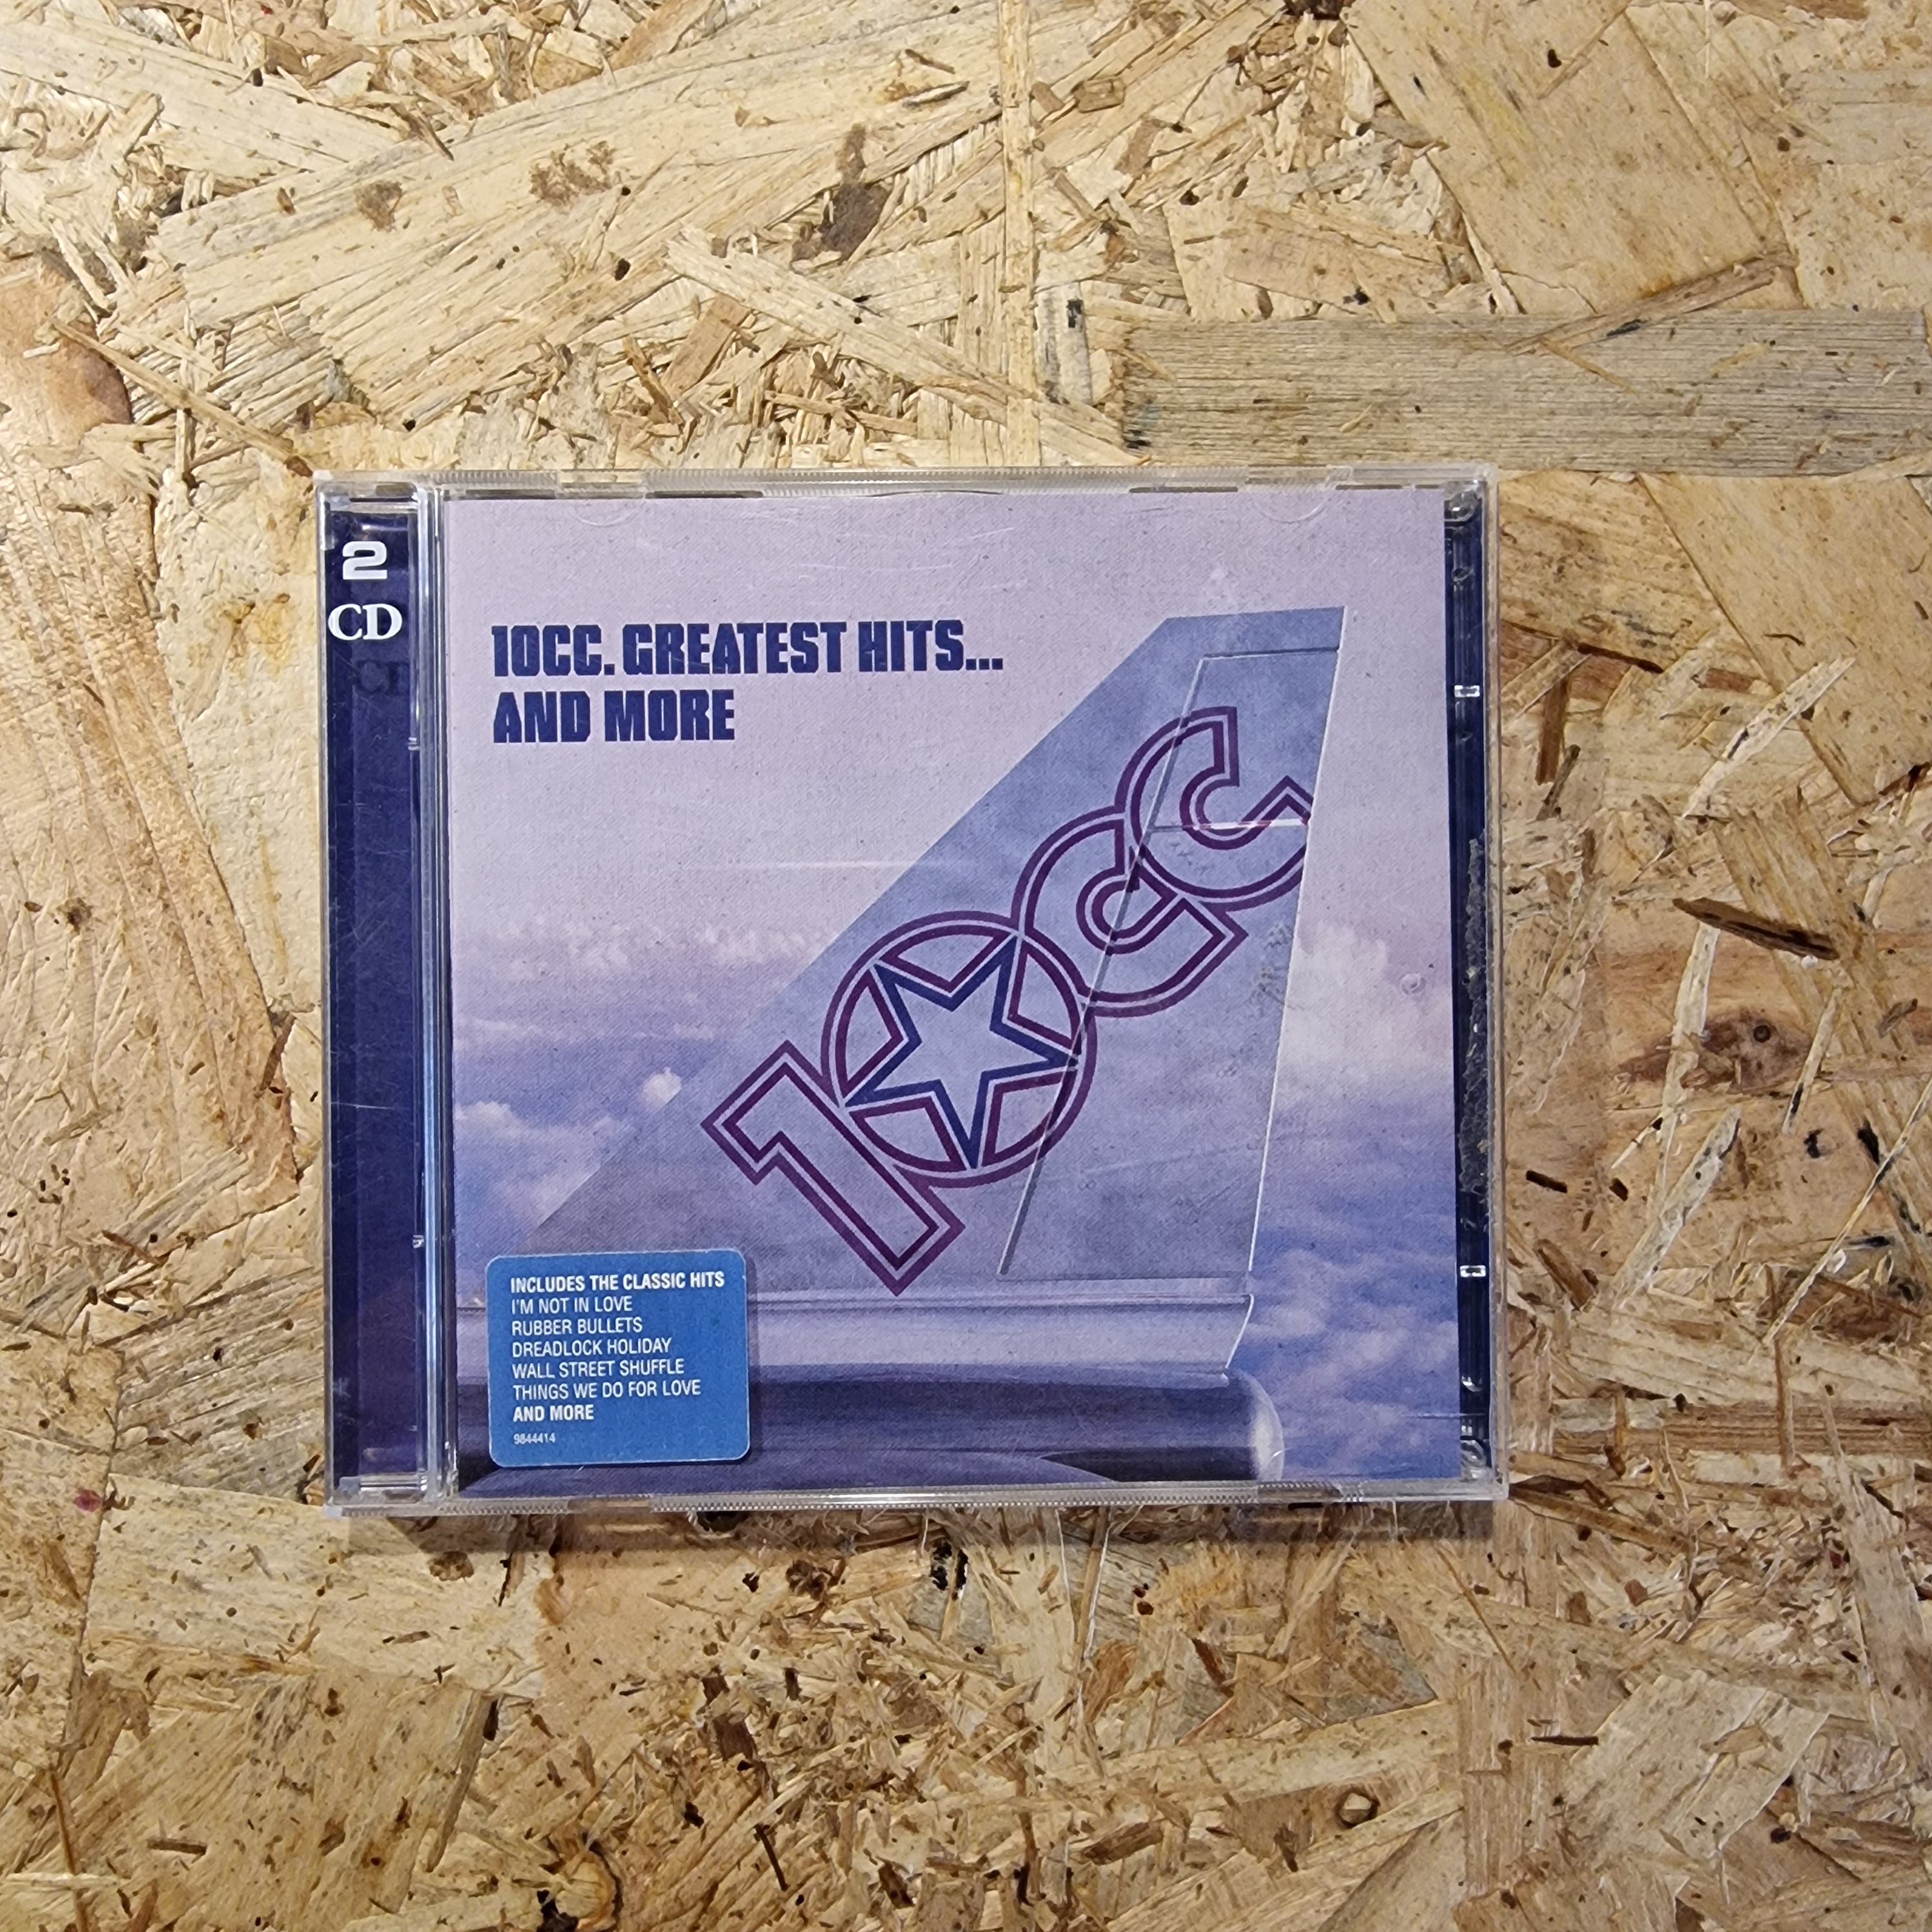 2
CD
10CC. GREATEST HITS...
AND MORE
10cc
INCLUDES THE CLASSIC HITS
I'M NOT IN LOVE
RUBBER BULLETS
DREADLOCK HOLIDAY
WALL STREET SHUFFLE
THINGS WE DO FOR LOVE
AND MORE
9844414